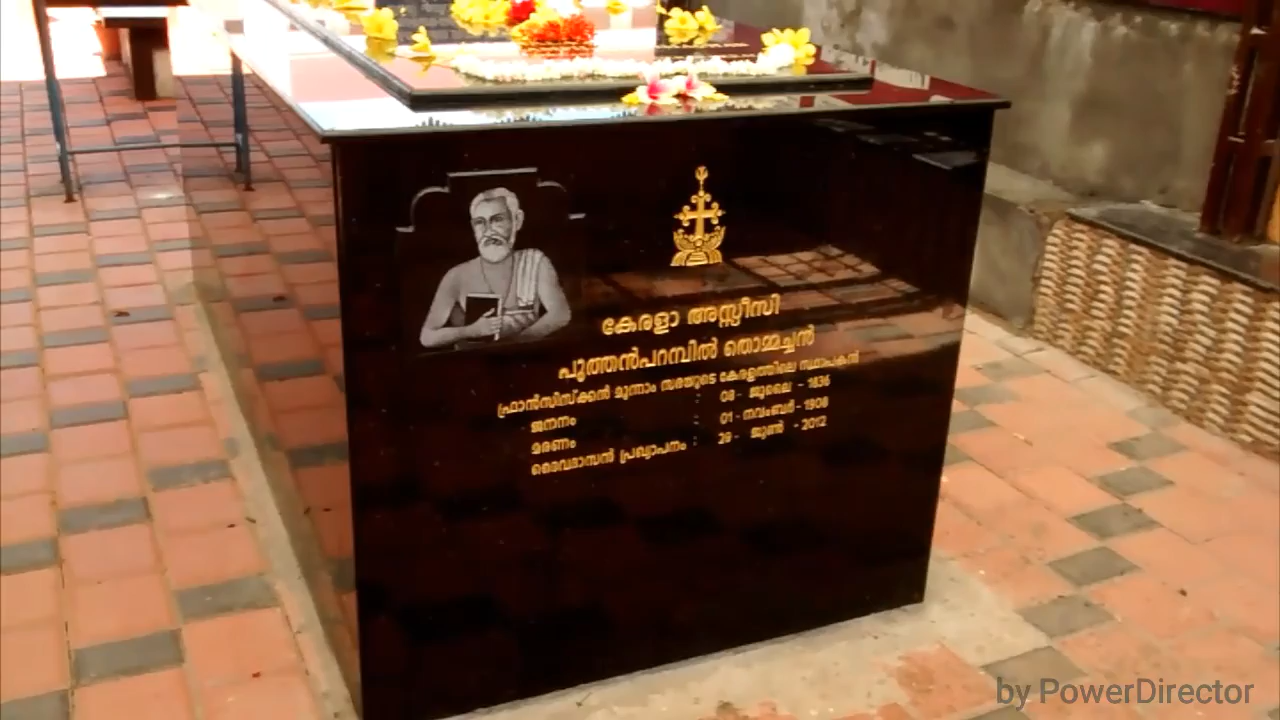 കേരളാ അസ്സീസി
പുത്തൻപറമ്പിൽ തൊമ്മച്ചൻ
ഫ്രാൻസിസ്ക്കൻ മൂന്നാം സഭയുടെ കേരളത്തിലെ സ്ഥാപകൻ
ജനനം : 08 - ജൂലൈ - 1836
മരണം : 01 - നവംബർ - 1908
ദൈവദാസൻ പ്രഖ്യാപനം : 29 - ജൂൺ - 2012
by PowerDirector